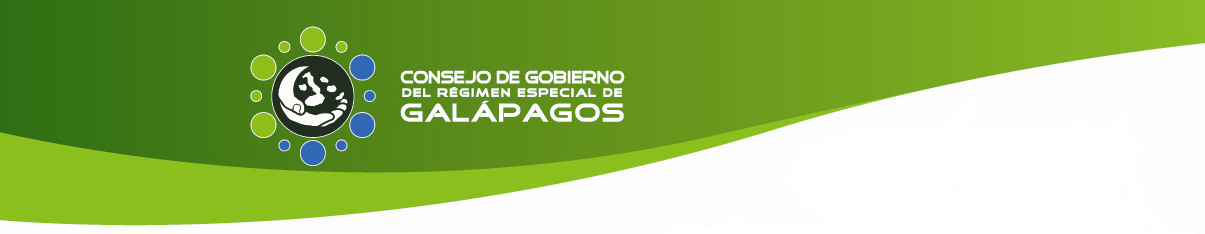 CONSEJO DE GOBIERNO
DEL RÉGIMEN ESPECIAL DE
GALÁPAGOS